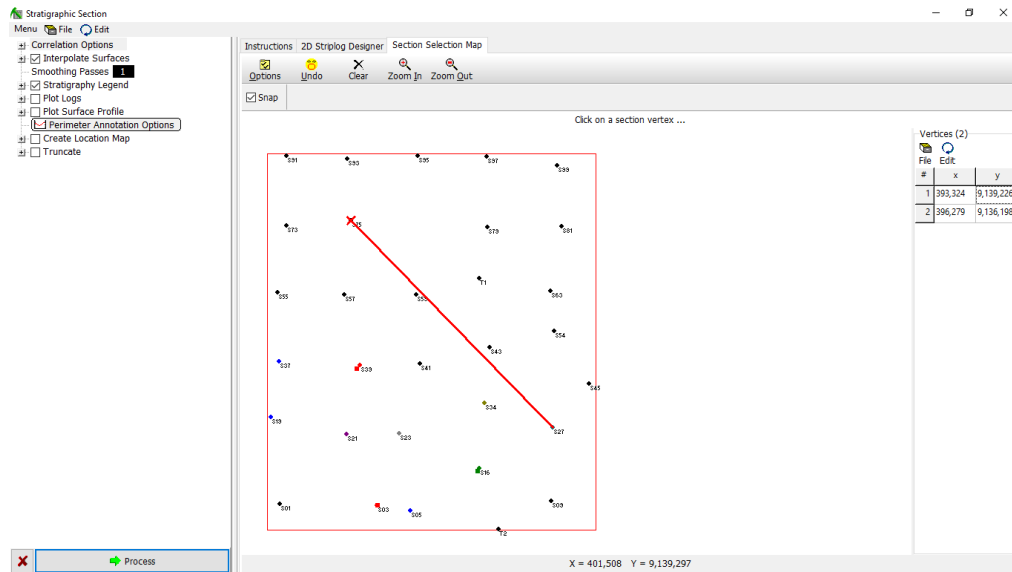 Stratigraphic Section
Menu File Edit
Correlation Options
Interpolate Surfaces
Smoothing Passes 1
Stratigraphy Legend
Plot Logs
Plot Surface Profile
Perimeter Annotation Options
Create Location Map
Truncate
Process
Instructions 2D Striplog Designer Section Selection Map
Options Undo Clear Zoom In Zoom Out
Snap
Click on a section vertex ...
S91 S93 S95 S97 S99
S73 S75 S79 S81
T1
S55 S57 S59 S63
S54
S43
S37 S39 S41
S45
S34
S19
S21 S23 S27
S16
S01 S03 S05 S09
T2
Vertices (2)
File Edit
# x y
1 393,324 9,139,226
2 396,279 9,136,198
X = 401,508 Y = 9,139,297